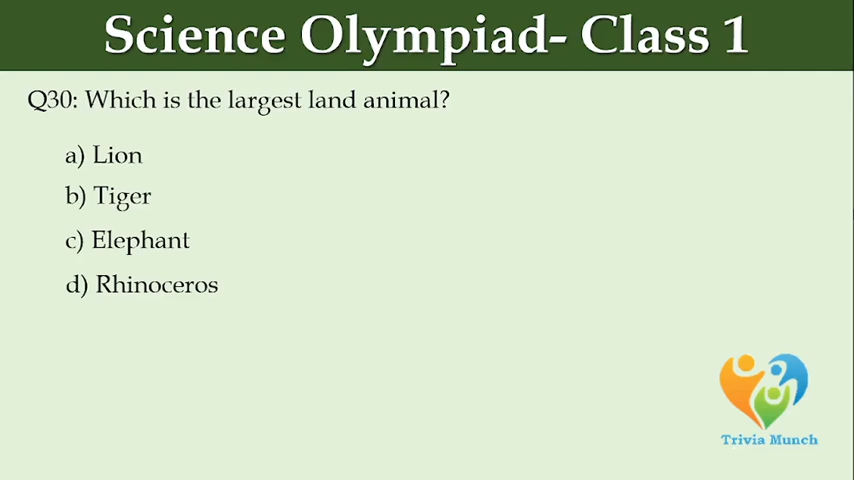 Science Olympiad- Class 1
Q30: Which is the largest land animal?
a) Lion
b) Tiger
c) Elephant
d) Rhinoceros
Trivia Munch